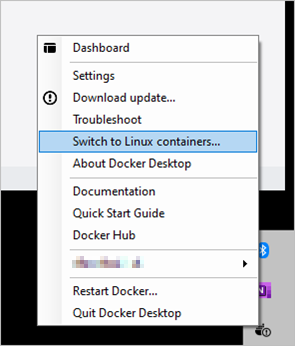 Dashboard
Settings
Download update...
Troubleshoot
Switch to Linux containers...
About Docker Desktop
Documentation
Quick Start Guide
Docker Hub
Restart Docker...
Quit Docker Desktop
N